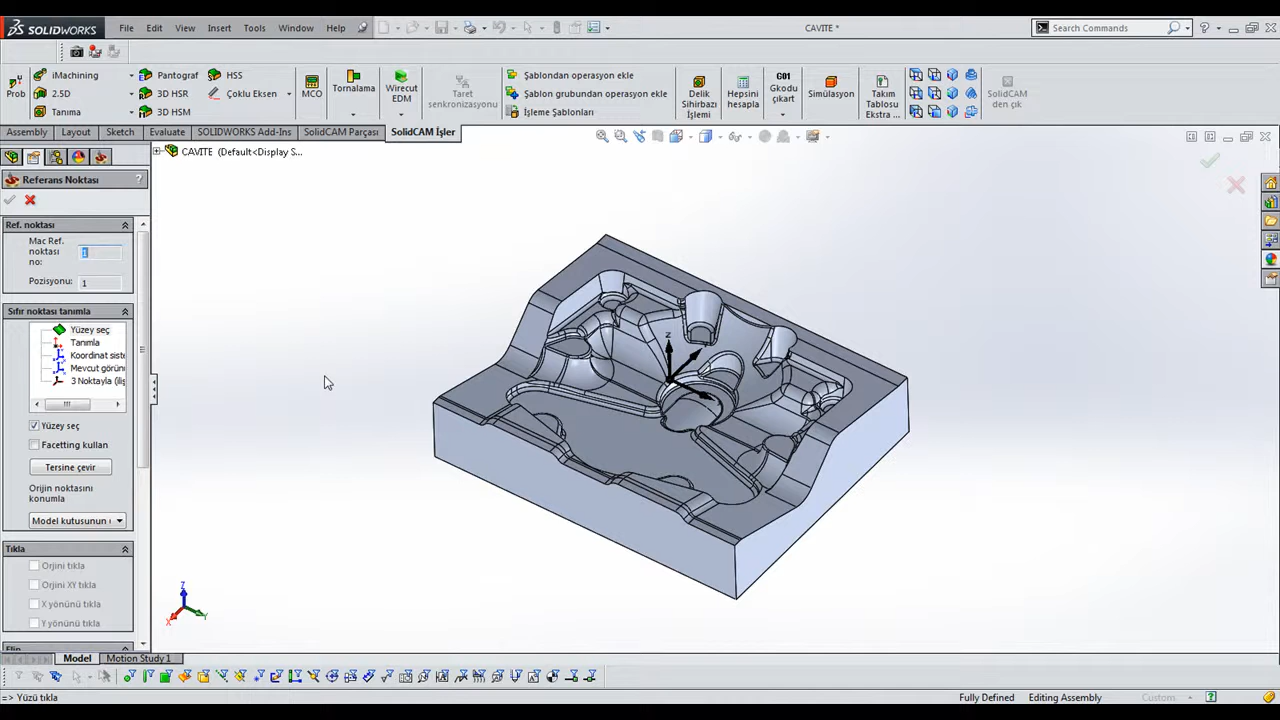 SOLIDWORKS
File Edit View Insert Tools Window Help
CAVITE *
Search Commands
Prob
iMachining
2.5D
Tanıma
Pantograf
3D HSR
3D HSM
HSS
Çoklu Eksen
MCO
Tornalama
Wirecut
EDM
Taret
senkronizasyonu
Şablondan operasyon ekle
Şablon grubundan operasyon ekle
İşleme Şablonları
Delik
Sihirbazı
İşlemi
Hepsini
hesapla
G01
Gkodu
çıkart
Simülasyon
Takım
Tablosu
Ekstra ...
SolidCAM
den çık
Assembly Layout Sketch Evaluate SOLIDWORKS Add-Ins SolidCAM Parçası SolidCAM İşler
CAVITE (Default<Display S...
Referans Noktası
Ref. noktası
Mac Ref.
noktası
no:
1
Pozisyonu:
1
Sıfır noktası tanımla
Yüzey seç
Tanımla
Koordinat siste
Mevcut görünü
3 Noktayla (iliş
Yüzey seç
Facetting kullan
Tersine çevir
Orijin noktasını
konumla
Model kutusunun
Tıkla
Orjini tıkla
Orjini XY tıkla
X yönünü tıkla
Y yönünü tıkla
Flip
Z
X
Y
Model Motion Study 1
=> Yüzü tıkla
Fully Defined
Editing Assembly
Custom